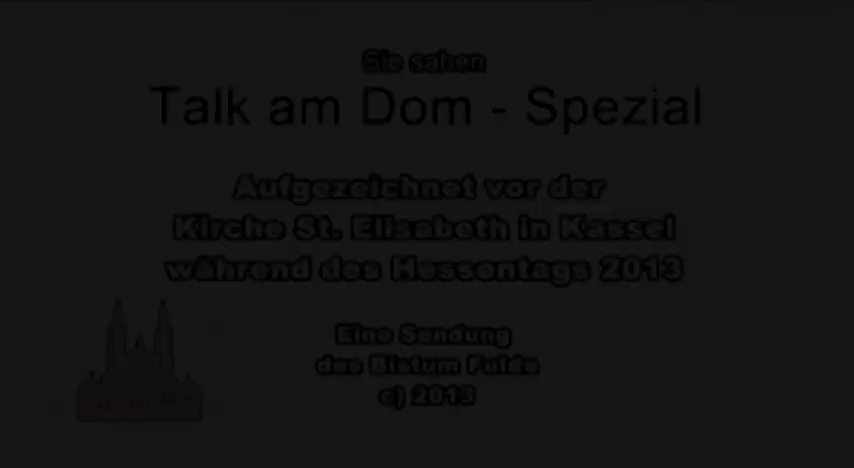 Sie sahen
Talk am Dom - Spezial
Aufgezeichnet vor der
Kirche St. Elisabeth in Kassel
während des Hessentags 2013
Eine Sendung
des Bistum Fulda
c) 2013